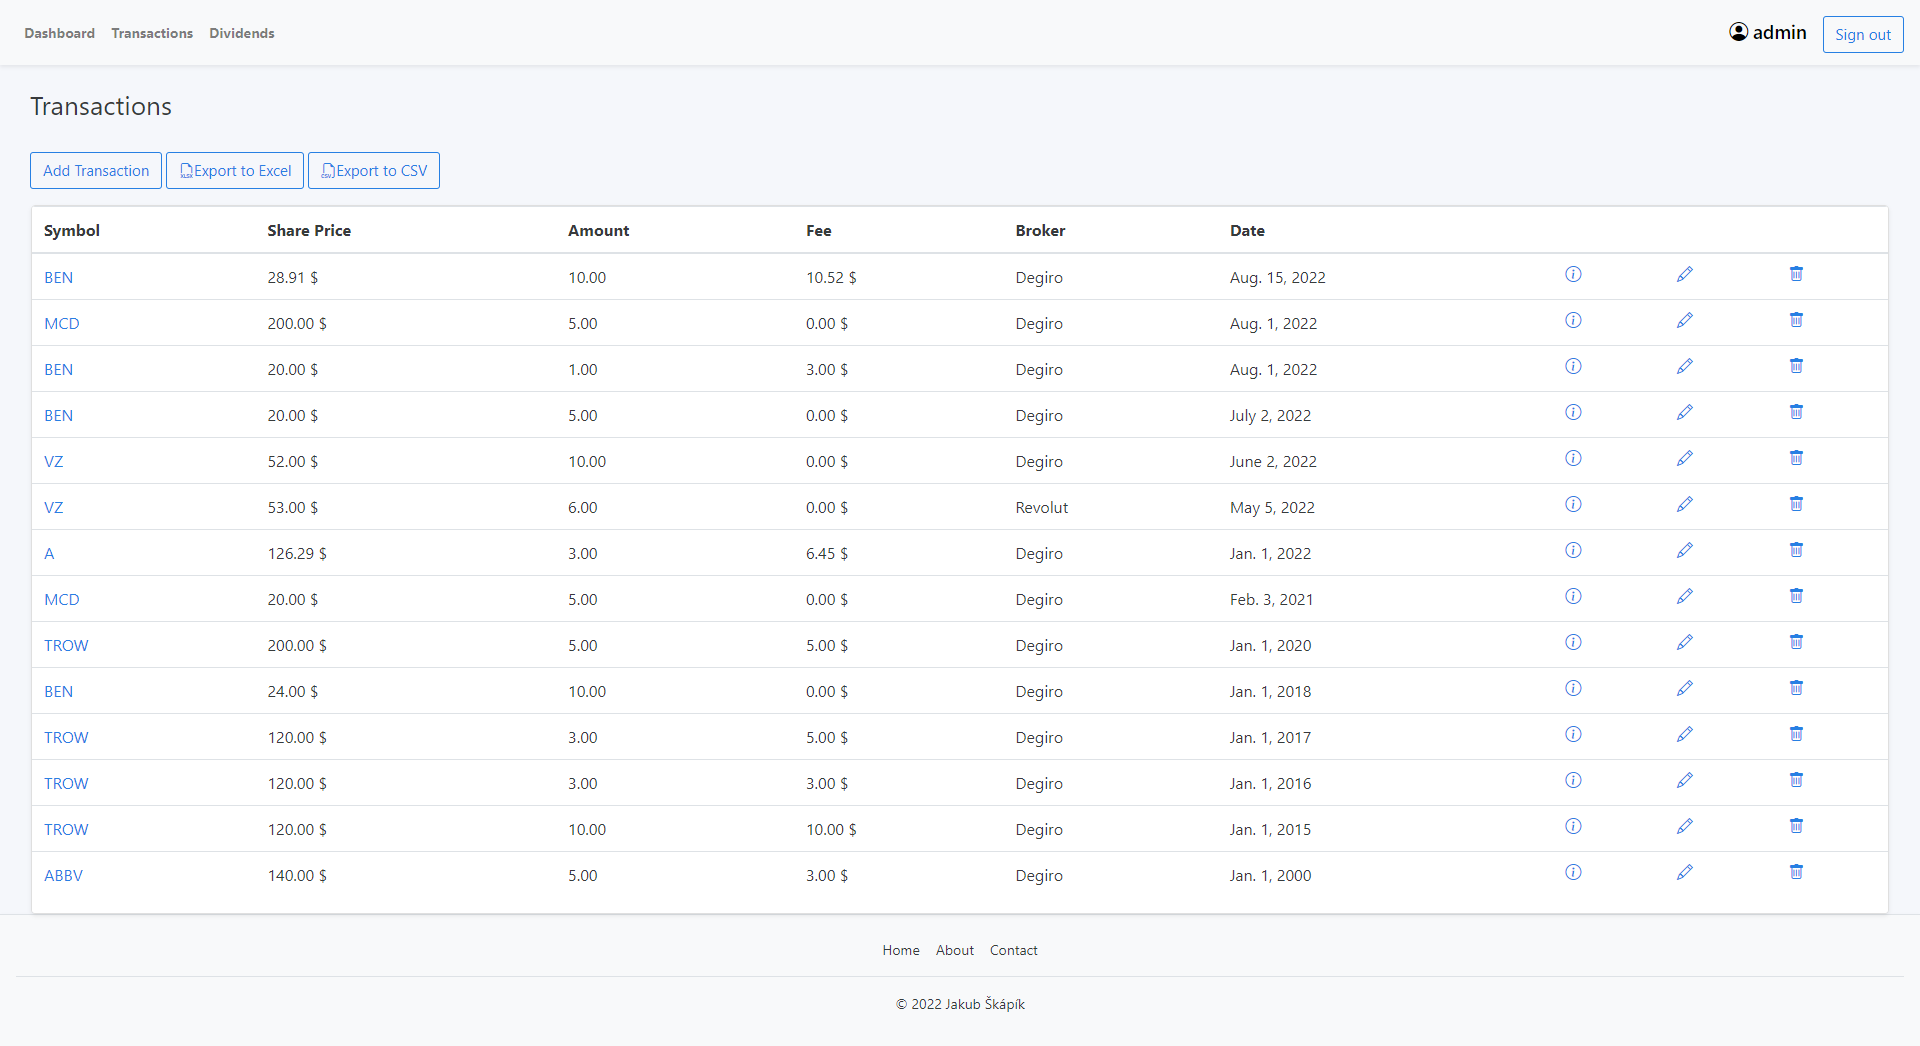 Dashboard Transactions Dividends admin Sign out
Transactions
Add Transaction Export to Excel Export to CSV
Symbol Share Price Amount Fee Broker Date
BEN 28.91 $ 10.00 10.52 $ Degiro Aug. 15, 2022
MCD 200.00 $ 5.00 0.00 $ Degiro Aug. 1, 2022
BEN 20.00 $ 1.00 3.00 $ Degiro Aug. 1, 2022
BEN 20.00 $ 5.00 0.00 $ Degiro July 2, 2022
VZ 52.00 $ 10.00 0.00 $ Degiro June 2, 2022
VZ 53.00 $ 6.00 0.00 $ Revolut May 5, 2022
A 126.29 $ 3.00 6.45 $ Degiro Jan. 1, 2022
MCD 20.00 $ 5.00 0.00 $ Degiro Feb. 3, 2021
TROW 200.00 $ 5.00 5.00 $ Degiro Jan. 1, 2020
BEN 24.00 $ 10.00 0.00 $ Degiro Jan. 1, 2018
TROW 120.00 $ 3.00 5.00 $ Degiro Jan. 1, 2017
TROW 120.00 $ 3.00 3.00 $ Degiro Jan. 1, 2016
TROW 120.00 $ 10.00 10.00 $ Degiro Jan. 1, 2015
ABBV 140.00 $ 5.00 3.00 $ Degiro Jan. 1, 2000
Home About Contact
© 2022 Jakub Škápík